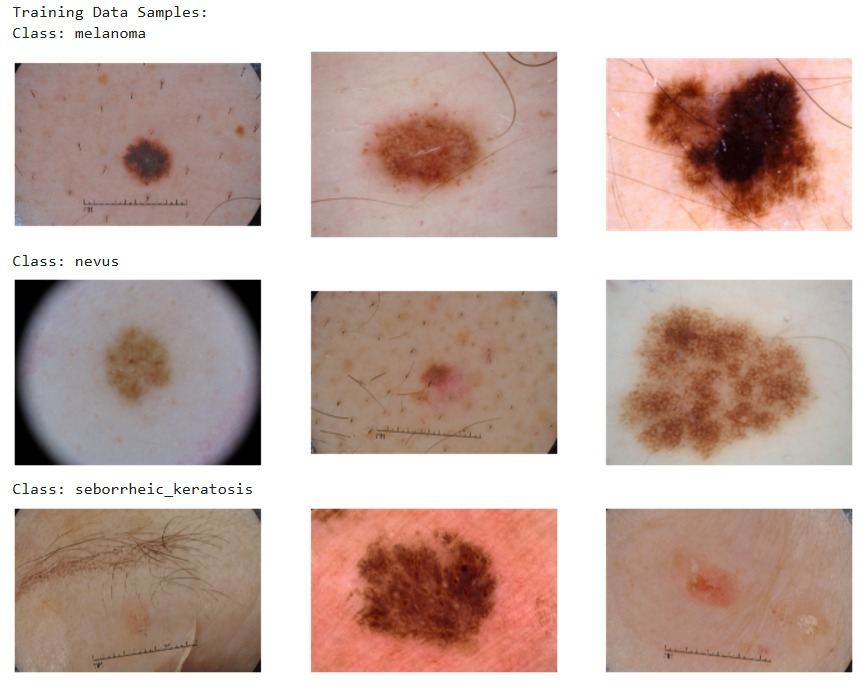 Training Data Samples:
Class: melanoma
Class: nevus
Class: seborrheic_keratosis